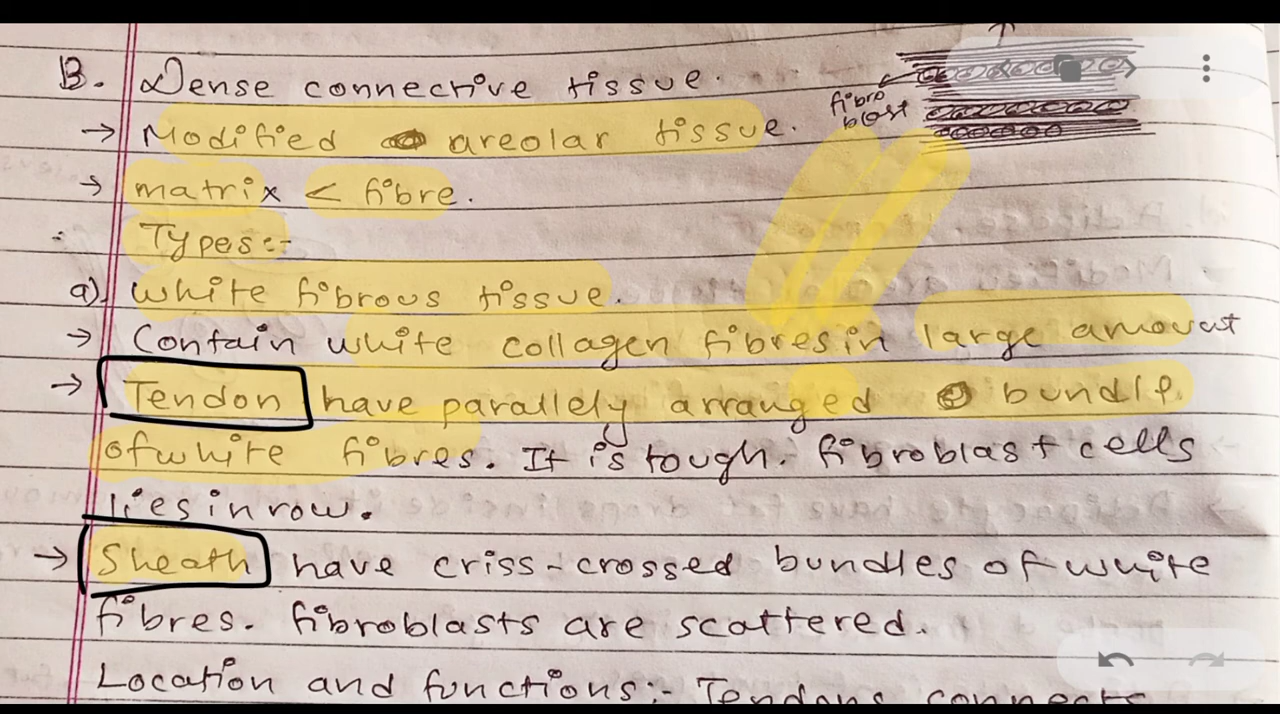 B. Dense connective tissue.
fibro
blast
→ Modified areolar tissue.
→ matrix < fibre.
Types:-
a) White fibrous tissue.
→ Contain white collagen fibres in large amount
→ Tendon have parallely arranged bundle
of white fibres. It is tough. fibroblast cells
lies in row.
→ Sheath have criss-crossed bundles of white
fibres. fibroblasts are scattered.
Location and functions:- Tendons connects